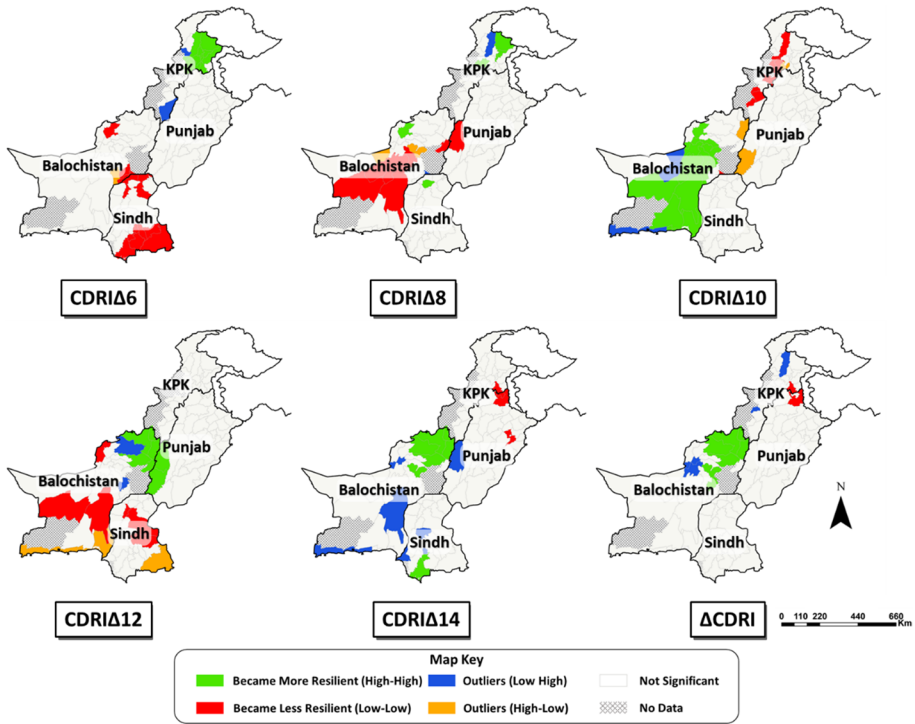 KPK
Punjab
Balochistan
Sindh
CDRIΔ6
KPK
Punjab
Balochistan
Sindh
CDRIΔ8
KPK
Punjab
Balochistan
Sindh
CDRIΔ10
KPK
Punjab
Balochistan
Sindh
CDRIΔ12
KPK
Punjab
Balochistan
Sindh
CDRIΔ14
KPK
Punjab
Balochistan
Sindh
ΔCDRI
N
0 110 220 440 660
Km
Map Key
Became More Resilient (High-High) Outliers (Low High) Not Significant
Became Less Resilient (Low-Low) Outliers (High-Low) No Data